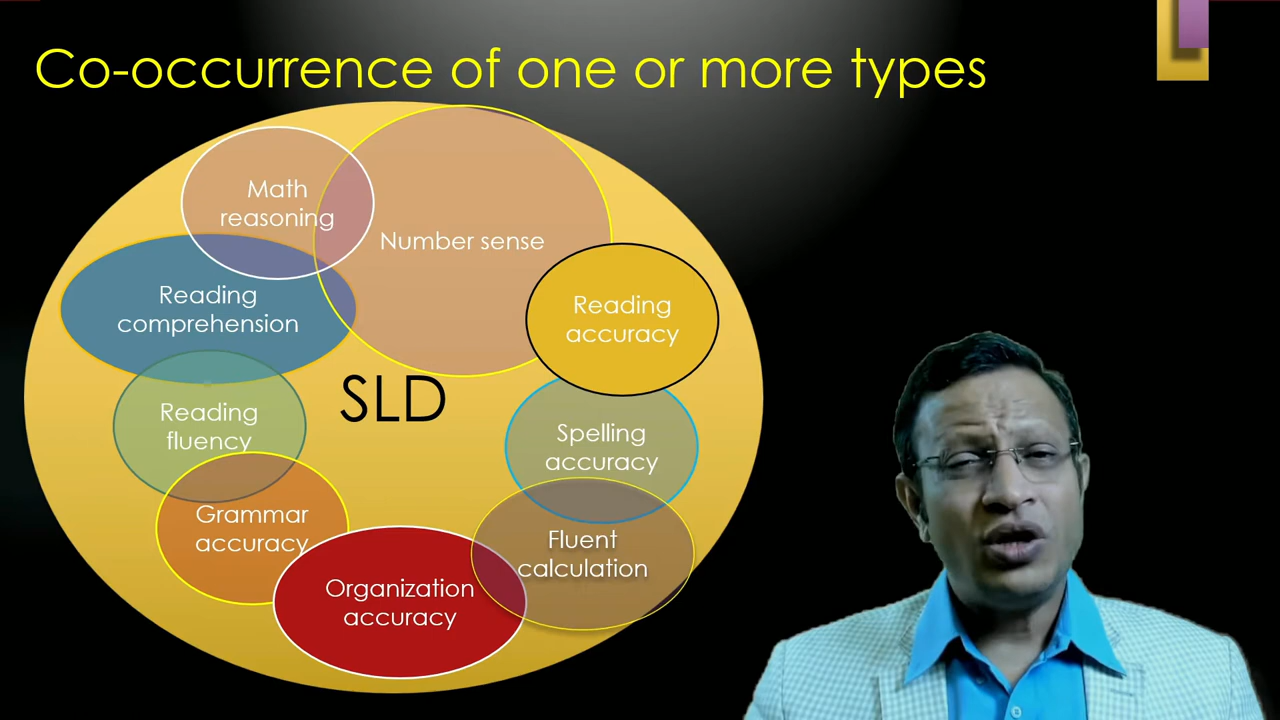 Co-occurrence of one or more types
Math
reasoning
Number sense
Reading
comprehension
Reading
accuracy
SLD
Reading
fluency
Spelling
accuracy
Grammar
accuracy
Fluent
calculation
Organization
accuracy